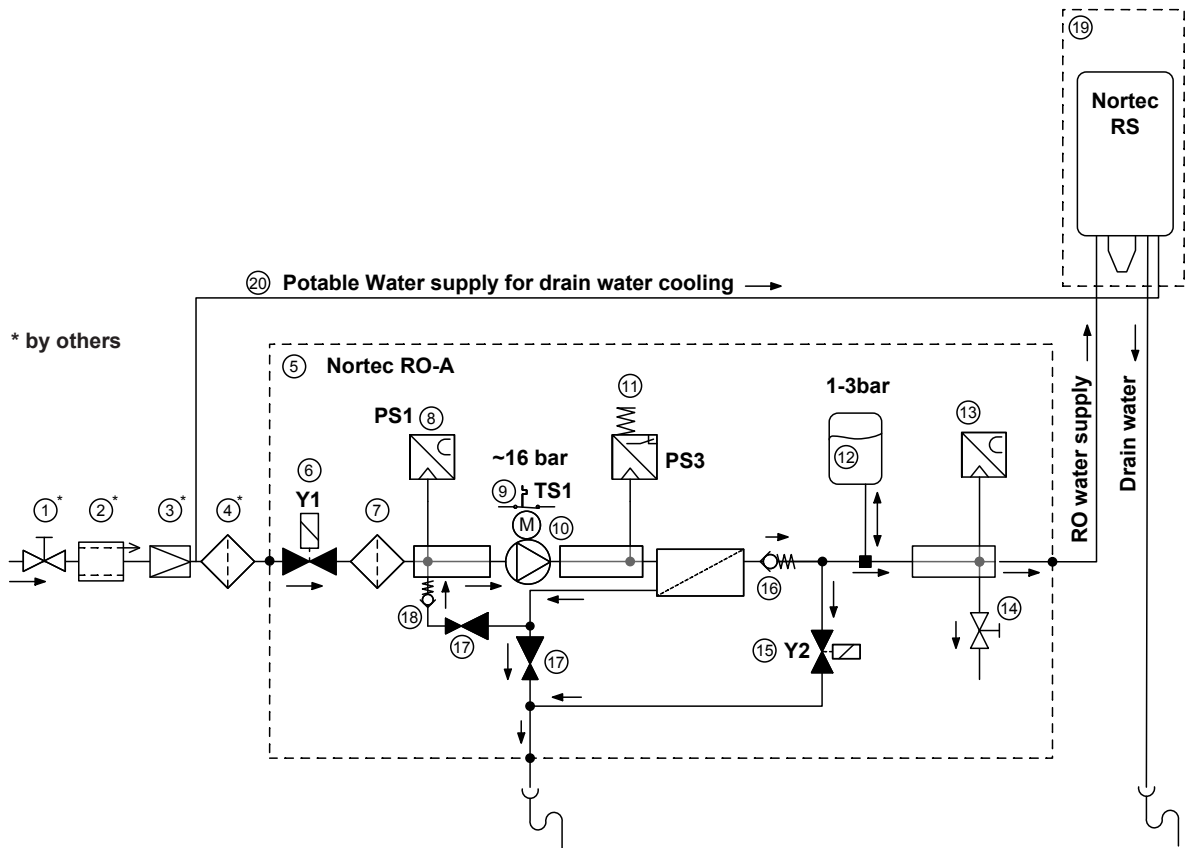 19
Nortec
RS
20 Potable Water supply for drain water cooling
* by others
5 Nortec RO-A
11
1-3bar
PS1 8
13
~16 bar
PS3
12
6
9 TS1
Y1
M 10
1*
2*
3*
4*
7
RO water supply
Drain water
16
18
14
17
17
15 Y2